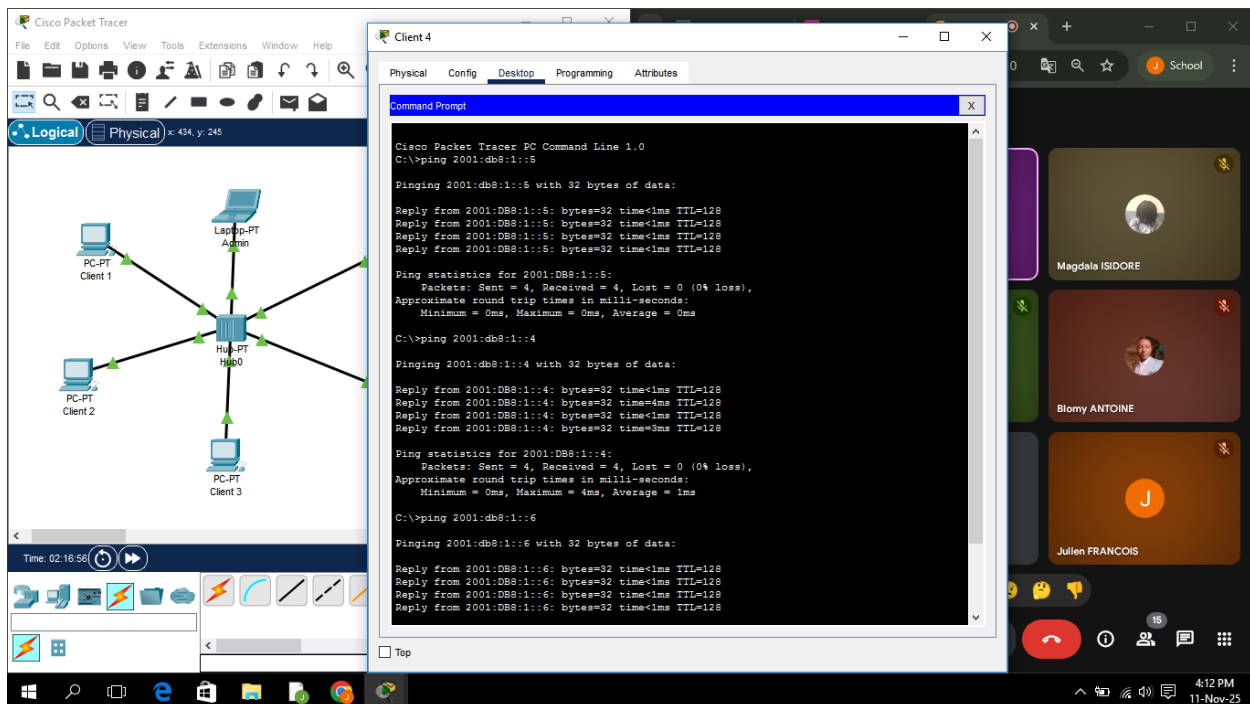 Cisco Packet Tracer
File Edit Options View Tools Extensions Window Help
Logical Physical x: 434, y: 245
PC-PT
Client 1
Laptop-PT
Admin
Hub-PT
Hub0
PC-PT
Client 2
PC-PT
Client 3
Time: 02:16:56
Client 4
Physical Config Desktop Programming Attributes
Command Prompt X
Cisco Packet Tracer PC Command Line 1.0
C:\>ping 2001:db8:1::5
Pinging 2001:db8:1::5 with 32 bytes of data:
Reply from 2001:DB8:1::5: bytes=32 time<1ms TTL=128
Reply from 2001:DB8:1::5: bytes=32 time<1ms TTL=128
Reply from 2001:DB8:1::5: bytes=32 time<1ms TTL=128
Reply from 2001:DB8:1::5: bytes=32 time<1ms TTL=128
Ping statistics for 2001:DB8:1::5:
Packets: Sent = 4, Received = 4, Lost = 0 (0% loss),
Approximate round trip times in milli-seconds:
Minimum = 0ms, Maximum = 0ms, Average = 0ms
C:\>ping 2001:db8:1::4
Pinging 2001:db8:1::4 with 32 bytes of data:
Reply from 2001:DB8:1::4: bytes=32 time<1ms TTL=128
Reply from 2001:DB8:1::4: bytes=32 time=4ms TTL=128
Reply from 2001:DB8:1::4: bytes=32 time<1ms TTL=128
Reply from 2001:DB8:1::4: bytes=32 time=3ms TTL=128
Ping statistics for 2001:DB8:1::4:
Packets: Sent = 4, Received = 4, Lost = 0 (0% loss),
Approximate round trip times in milli-seconds:
Minimum = 0ms, Maximum = 4ms, Average = 1ms
C:\>ping 2001:db8:1::6
Pinging 2001:db8:1::6 with 32 bytes of data:
Reply from 2001:DB8:1::6: bytes=32 time<1ms TTL=128
Reply from 2001:DB8:1::6: bytes=32 time<1ms TTL=128
Reply from 2001:DB8:1::6: bytes=32 time<1ms TTL=128
Reply from 2001:DB8:1::6: bytes=32 time<1ms TTL=128
Top
0
J School
Magdala ISIDORE
Blomy ANTOINE
J
Julien FRANCOIS
15
4:12 PM
11-Nov-25